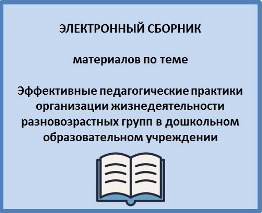 ЭЛЕКТРОННЫЙ СБОРНИК
материалов по теме
Эффективные педагогические практики
организации жизнедеятельности
разновозрастных групп в дошкольном
образовательном учреждении